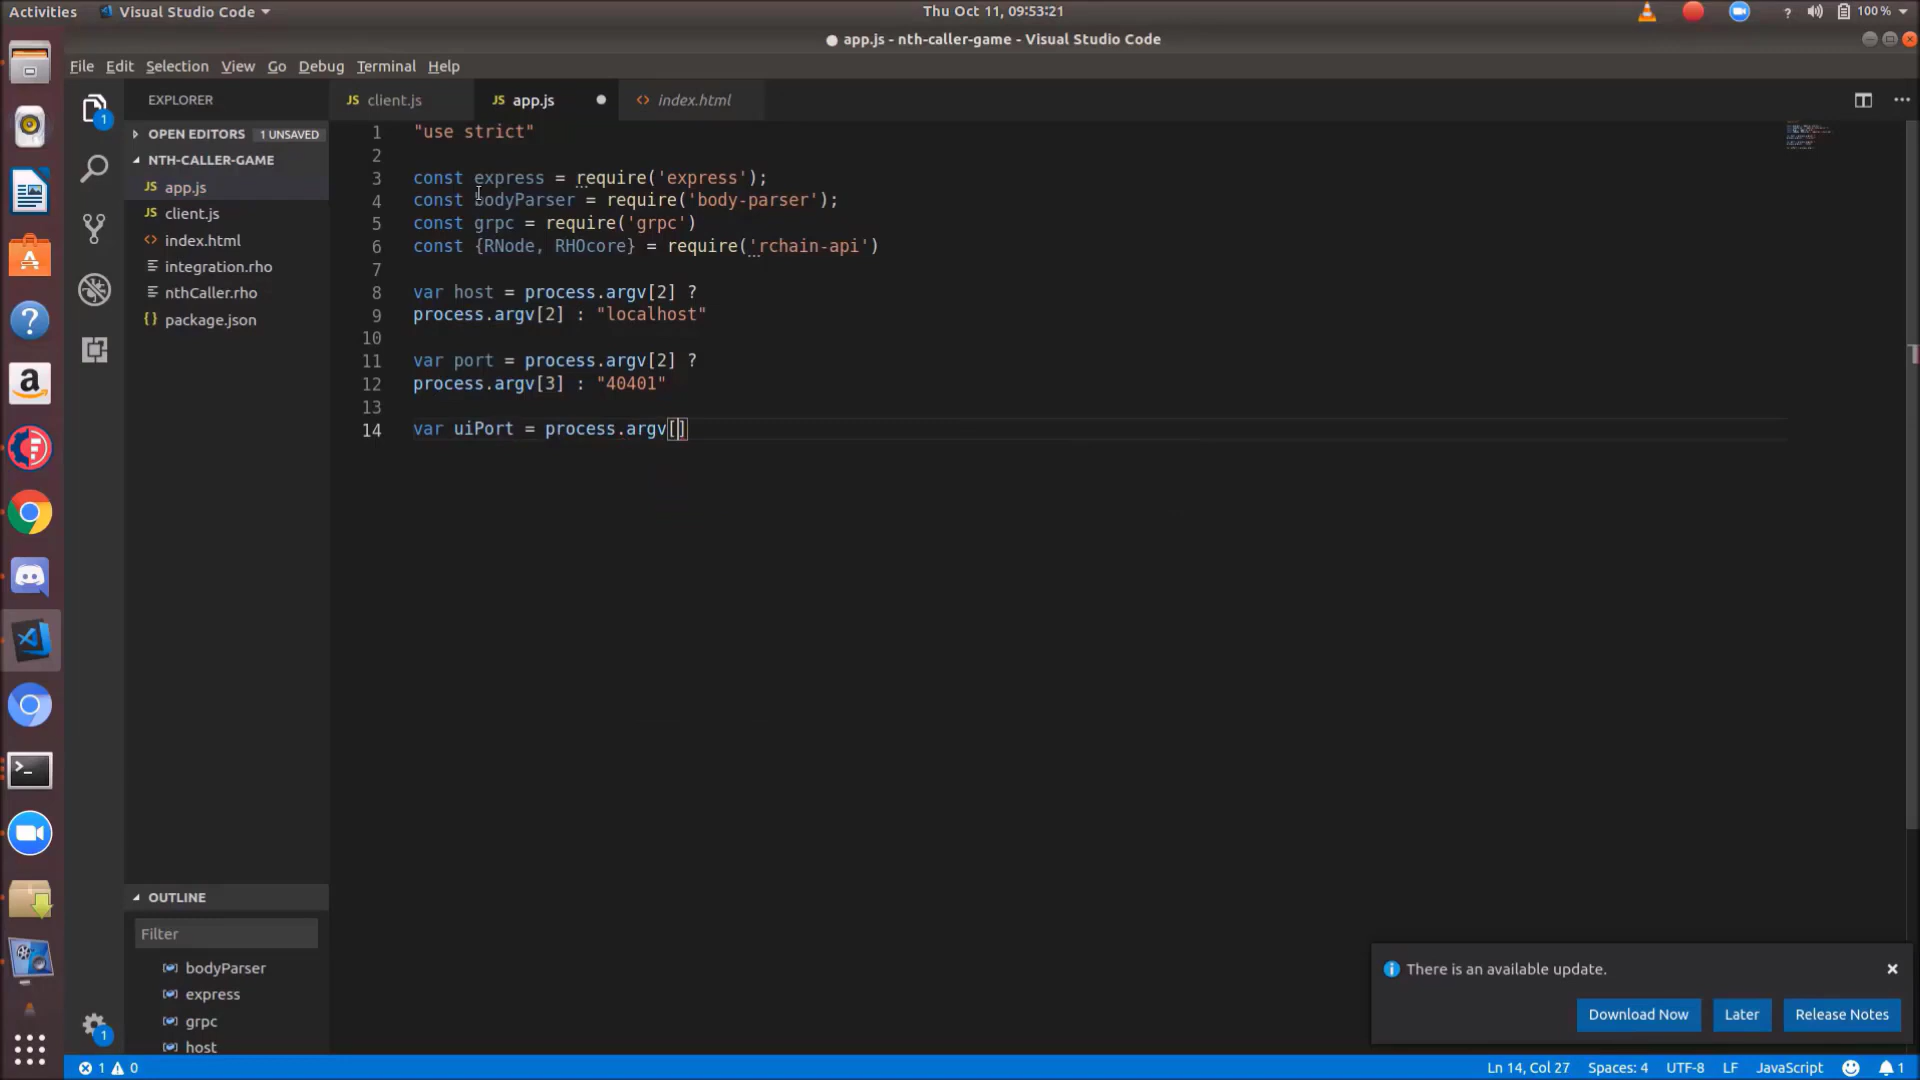 Activities
Visual Studio Code
Thu Oct 11, 09:53:21
? 100 %
● app.js - nth-caller-game - Visual Studio Code
File Edit Selection View Go Debug Terminal Help
EXPLORER
JS client.js
JS app.js ●
<> index.html
OPEN EDITORS 1 UNSAVED
NTH-CALLER-GAME
JS app.js
JS client.js
<> index.html
integration.rho
nthCaller.rho
{} package.json
1 "use strict"
2
3 const express = require('express');
4 const bodyParser = require('body-parser');
5 const grpc = require('grpc')
6 const {RNode, RHOcore} = require('rchain-api')
7
8 var host = process.argv[2] ?
9 process.argv[2] : "localhost"
10
11 var port = process.argv[2] ?
12 process.argv[3] : "40401"
13
14 var uiPort = process.argv[]
OUTLINE
Filter
bodyParser
express
grpc
host
There is an available update.
Download Now Later Release Notes
1 0
Ln 14, Col 27 Spaces: 4 UTF-8 LF JavaScript 1